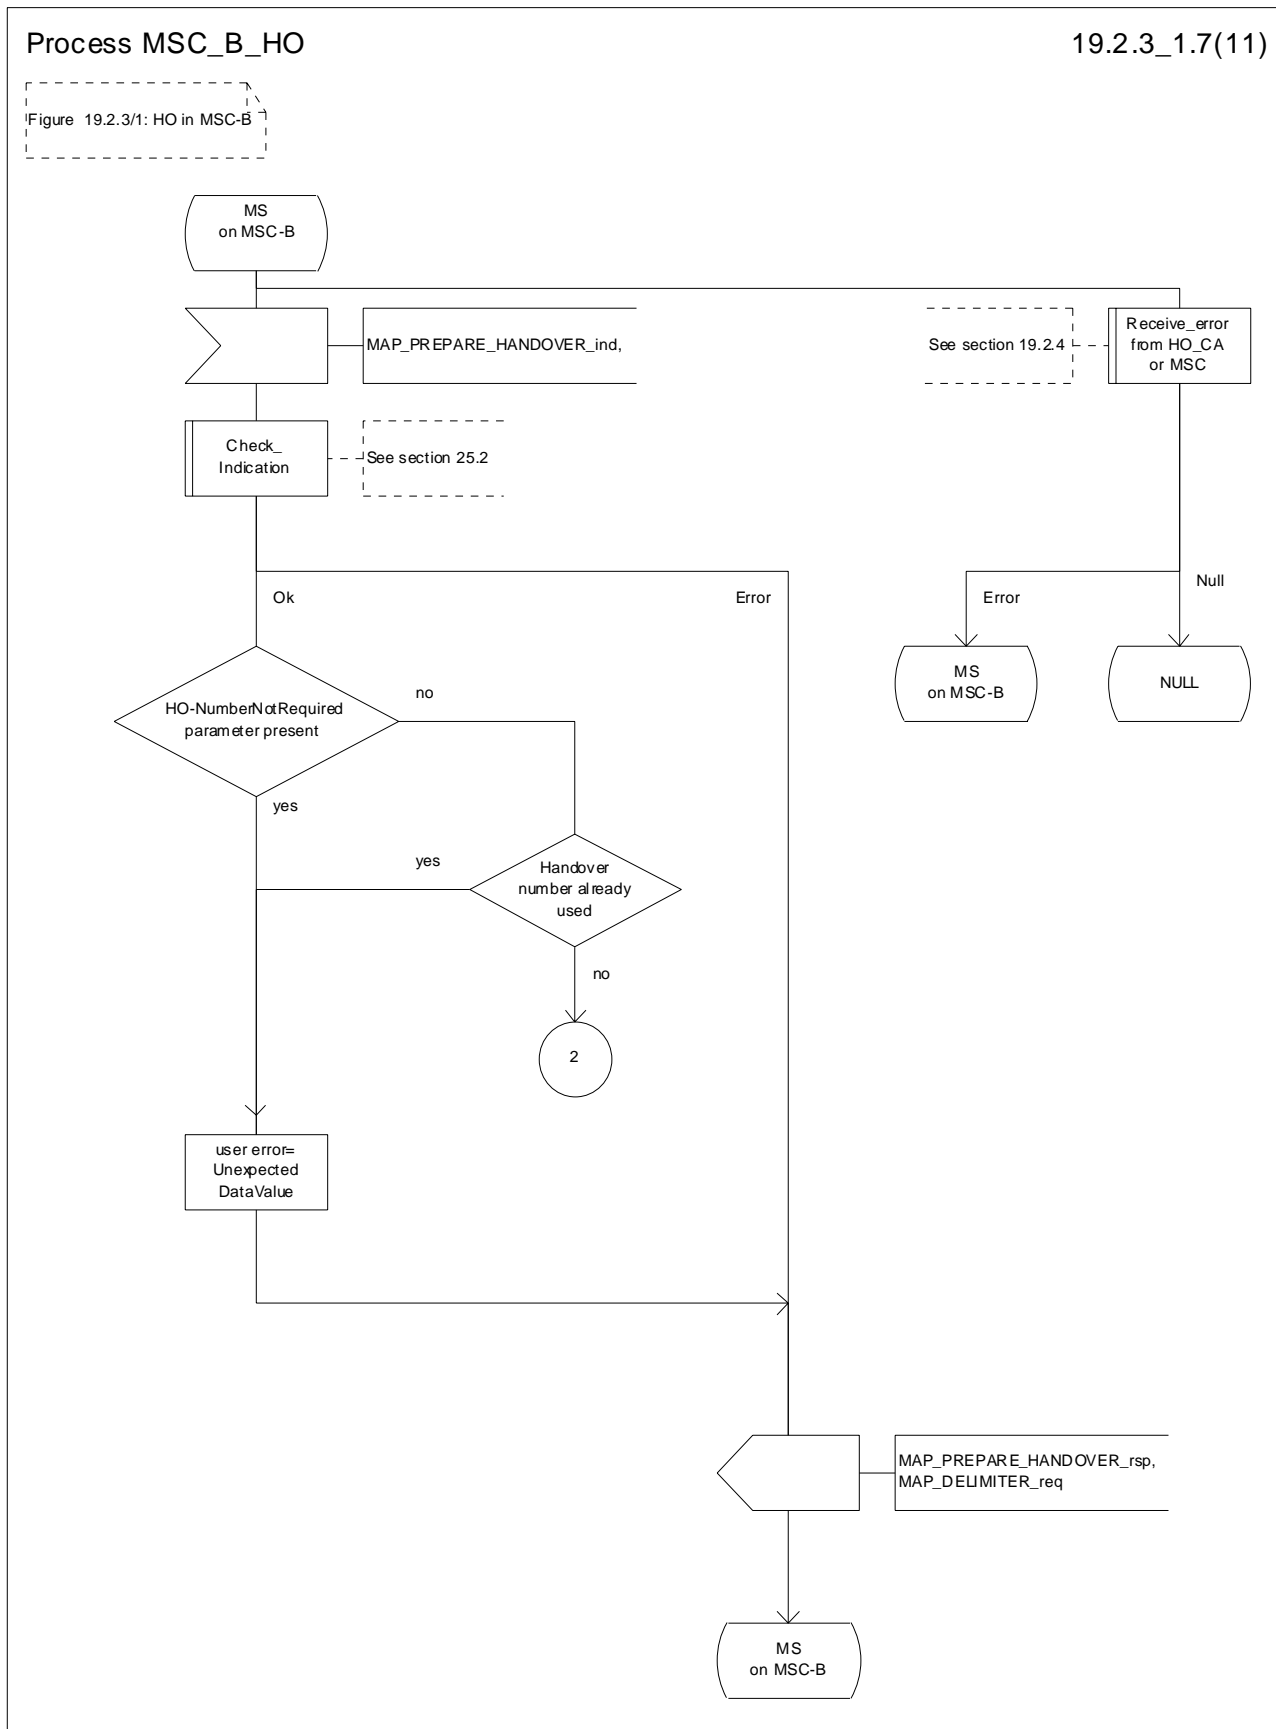 Process MSC_B_HO
19.2.3_1.7(11)
Figure 19.2.3/1: HO in MSC-B
MS
on MSC-B
MAP_PREPARE_HANDOVER_ind,
See section 19.2.4
Receive_error
from HO_CA
or MSC
Check_
Indication
See section 25.2
Ok
Error
Error
Null
HO-NumberNotRequired
parameter present
no
MS
on MSC-B
NULL
yes
yes
Handover
number already
used
no
2
user error=
Unexpected
DataValue
MAP_PREPARE_HANDOVER_rsp,
MAP_DELIMITER_req
MS
on MSC-B